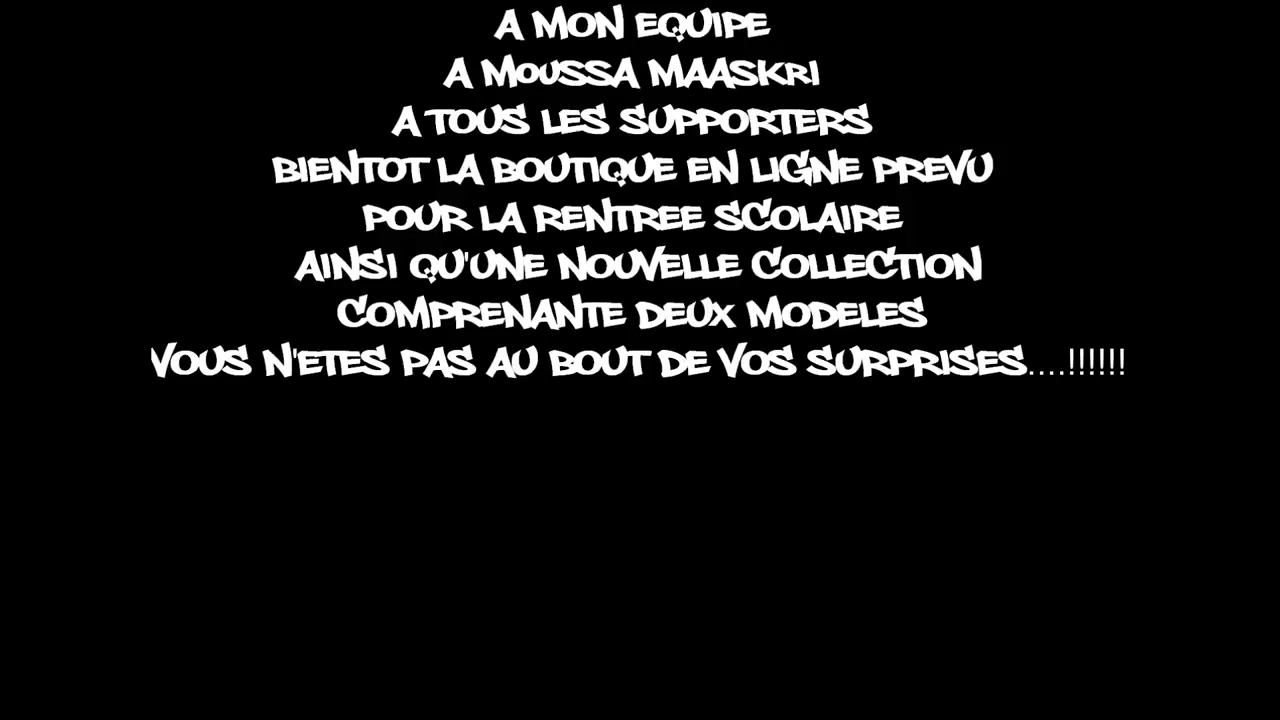 A MON EQUIPE
A MOUSSA MAASKRI
A TOUS LES SUPPORTERS
BIENTOT LA BOUTIQUE EN LIGNE PREVU
POUR LA RENTREE SCOLAIRE
AINSI QU'UNE NOUVELLE COLLECTION
COMPRENANTE DEUX MODELES
VOUS N'ETES PAS AU BOUT DE VOS SURPRISES....!!!!!!